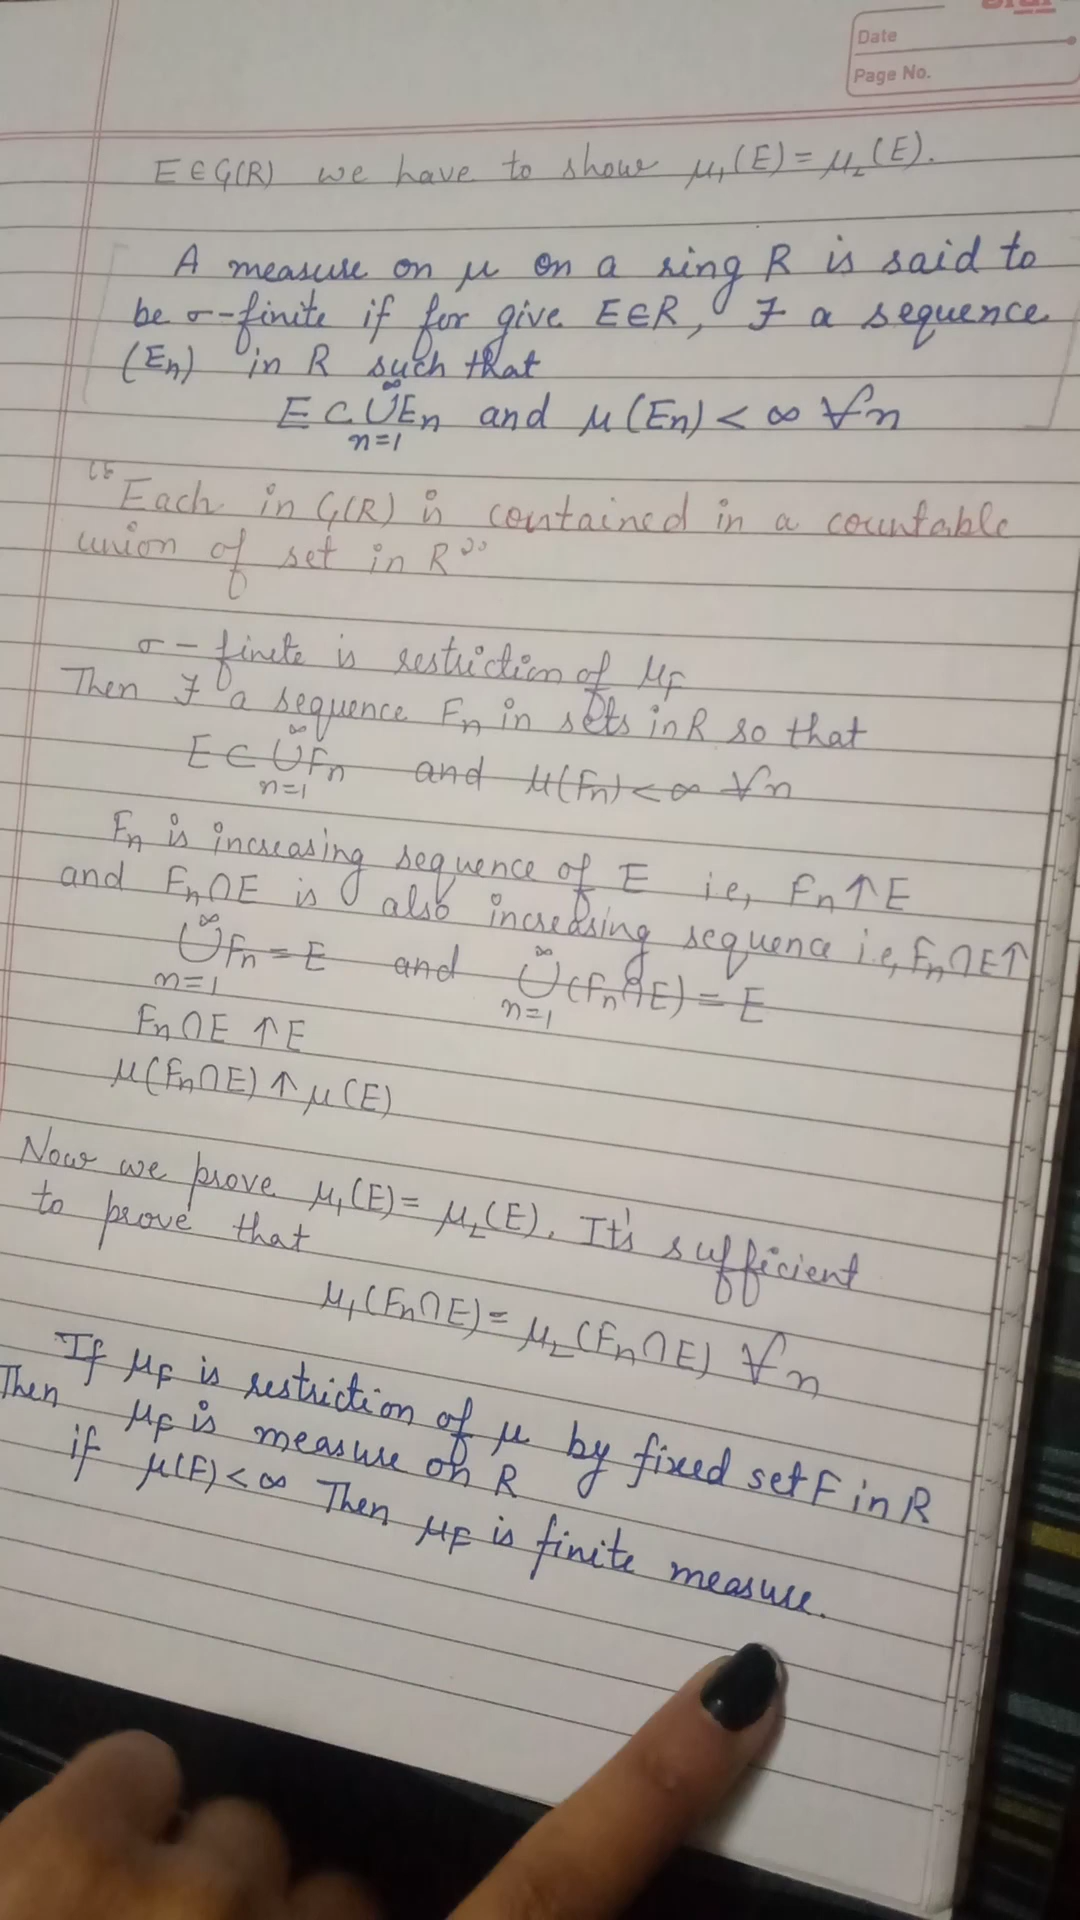 Date
Page No.
E ∈ G(R) we have to show μ₁(E) = μ₂(E).
A measure on μ on a ring R is said to
be σ-finite if for give E∈R, ∃ a sequence
(En) in R such that
E ⊂ ∞∪n=1 En and μ(En) < ∞ ∀n
"Each in G(R) is contained in a countable
union of set in R"
σ-finite is restriction of μF
Then ∃ a sequence Fn in sets in R so that
E ⊂ ∞∪n=1 Fn and μ(Fn) < ∞ ∀n
Fn is increasing sequence of E i.e, Fn↑E
and Fn∩E is also increasing sequence i.e, Fn∩E↑
∞∪n=1 Fn = E and ∞∪n=1 (Fn∩E) = E
Fn∩E ↑E
μ(Fn∩E) ↑ μ(E)
Now we prove μ₁(E) = μ₂(E). It's sufficient
to prove that
μ₁(Fn∩E) = μ₂(Fn∩E) ∀n
If μF is restriction of μ by fixed set F in R
Then μF is measure on R
if μ(F) < ∞ Then μF is finite measure.